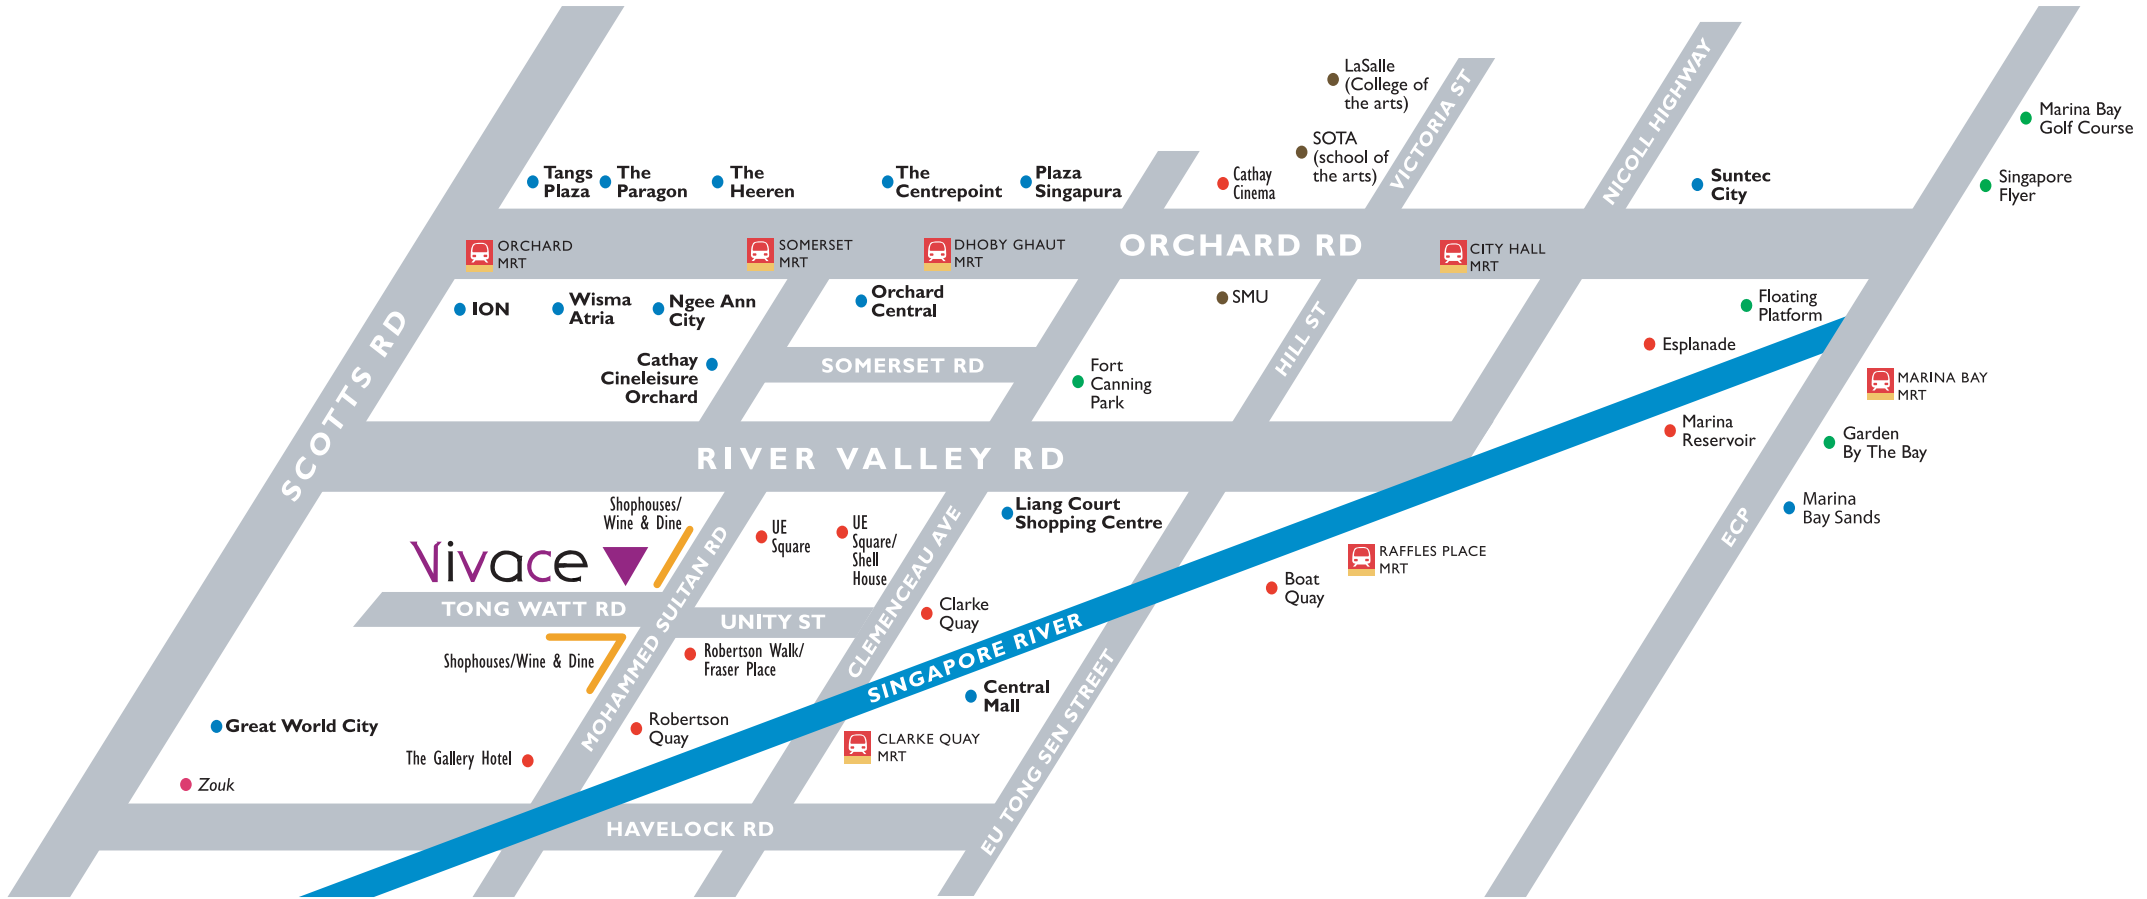 LaSalle
(College of
the arts)
SOTA
(school of
the arts)
VICTORIA ST
NICOLL HIGHWAY
Marina Bay
Golf Course
Singapore
Flyer
Tangs
Plaza
The
Paragon
The
Heeren
The
Centrepoint
Plaza
Singapura
Cathay
Cinema
Suntec
City
ORCHARD
MRT
SOMERSET
MRT
DHOBY GHAUT
MRT
ORCHARD RD
CITY HALL
MRT
ION
Wisma
Atria
Ngee Ann
City
Orchard
Central
SMU
Floating
Platform
SCOTTS RD
Cathay
Cineleisure
Orchard
SOMERSET RD
Fort
Canning
Park
HILL ST
Esplanade
MARINA BAY
MRT
Marina
Reservoir
Garden
By The Bay
RIVER VALLEY RD
Shophouses/
Wine & Dine
UE
Square
UE
Square/
Shell
House
CLEMENCEAU AVE
Liang Court
Shopping Centre
Marina
Bay Sands
ECP
Vivace
RAFFLES PLACE
MRT
Boat
Quay
TONG WATT RD
MOHAMMED SULTAN RD
UNITY ST
Clarke
Quay
SINGAPORE RIVER
Shophouses/Wine & Dine
Robertson Walk/
Fraser Place
Central
Mall
EU TONG SEN STREET
Great World City
Robertson
Quay
CLARKE QUAY
MRT
The Gallery Hotel
Zouk
HAVELOCK RD